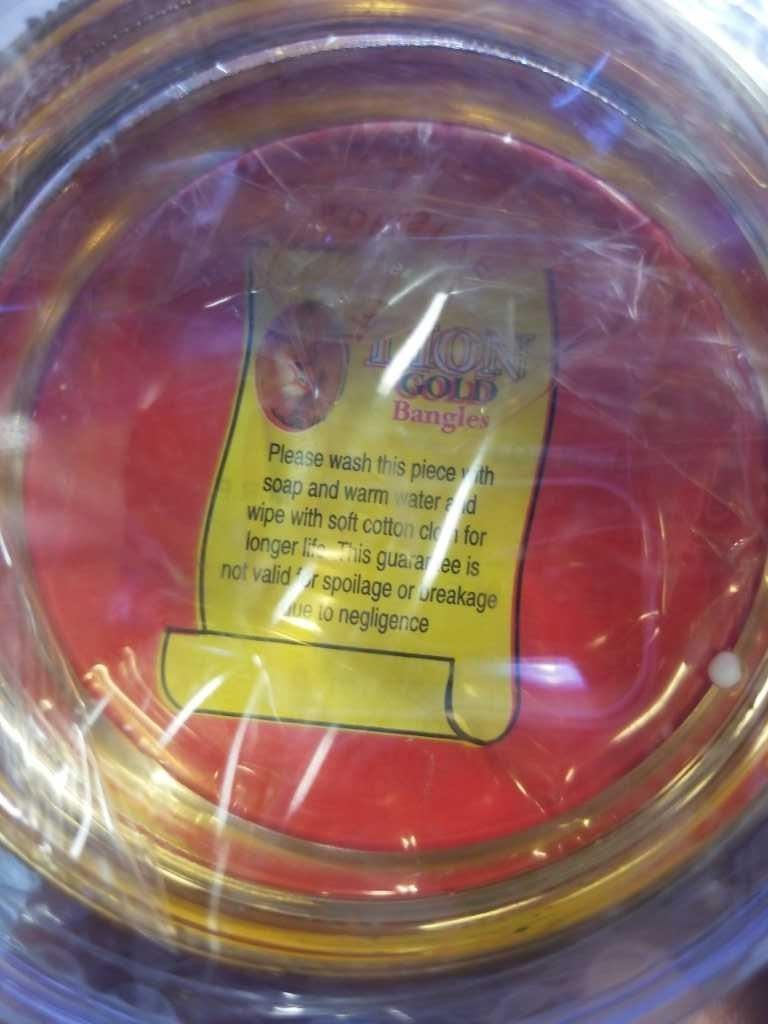 LION
GOLD
Bangles
Please wash this piece with
soap and warm water and
wipe with soft cotton cloth for
longer life. This guarantee is
not valid for spoilage or breakage
due to negligence